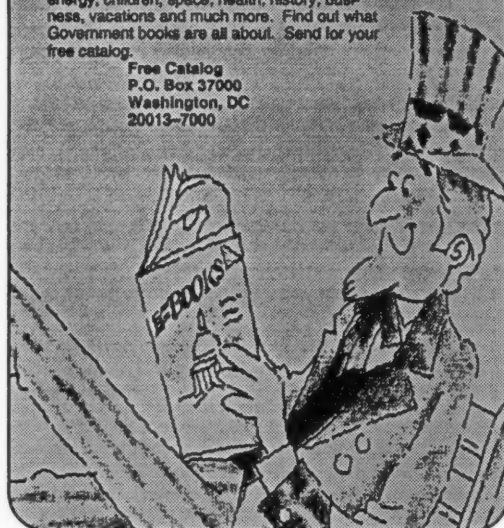 energy, children, space, health, history, busi-
ness, vacations and much more. Find out what
Government books are all about. Send for your
free catalog.
Free Catalog
P.O. Box 37000
Washington, DC
20013–7000
BOOKS